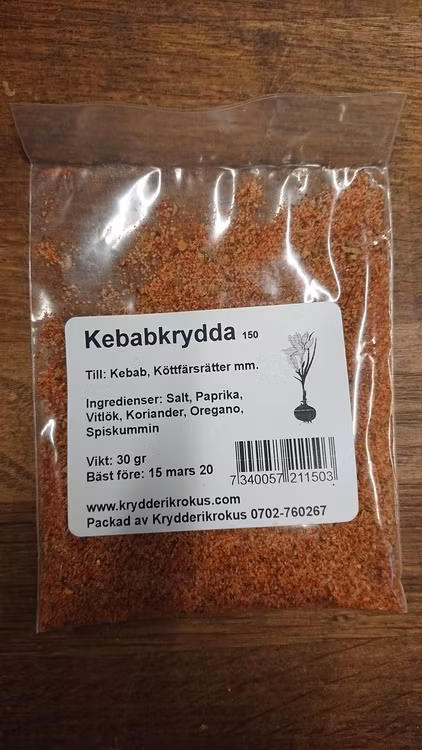 Kebabkrydda 150
Till: Kebab, Köttfärsrätter mm.
Ingredienser: Salt, Paprika,
Vitlök, Koriander, Oregano,
Spiskummin
Vikt: 30 gr
Bäst före: 15 mars 20
7 340057 211503
www.krydderikrokus.com
Packad av Krydderikrokus 0702-760267